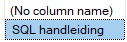 (No column name)
SQL handleiding